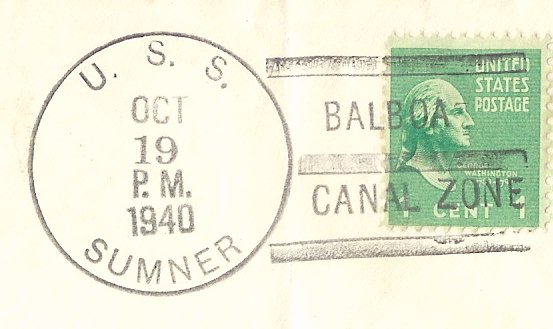 U. S. S.
OCT
19
P. M.
1940
SUMNER
BALBOA
CANAL ZONE
UNITED
STATES
POSTAGE
GEORGE
WASHINGTON
1 CENT 1